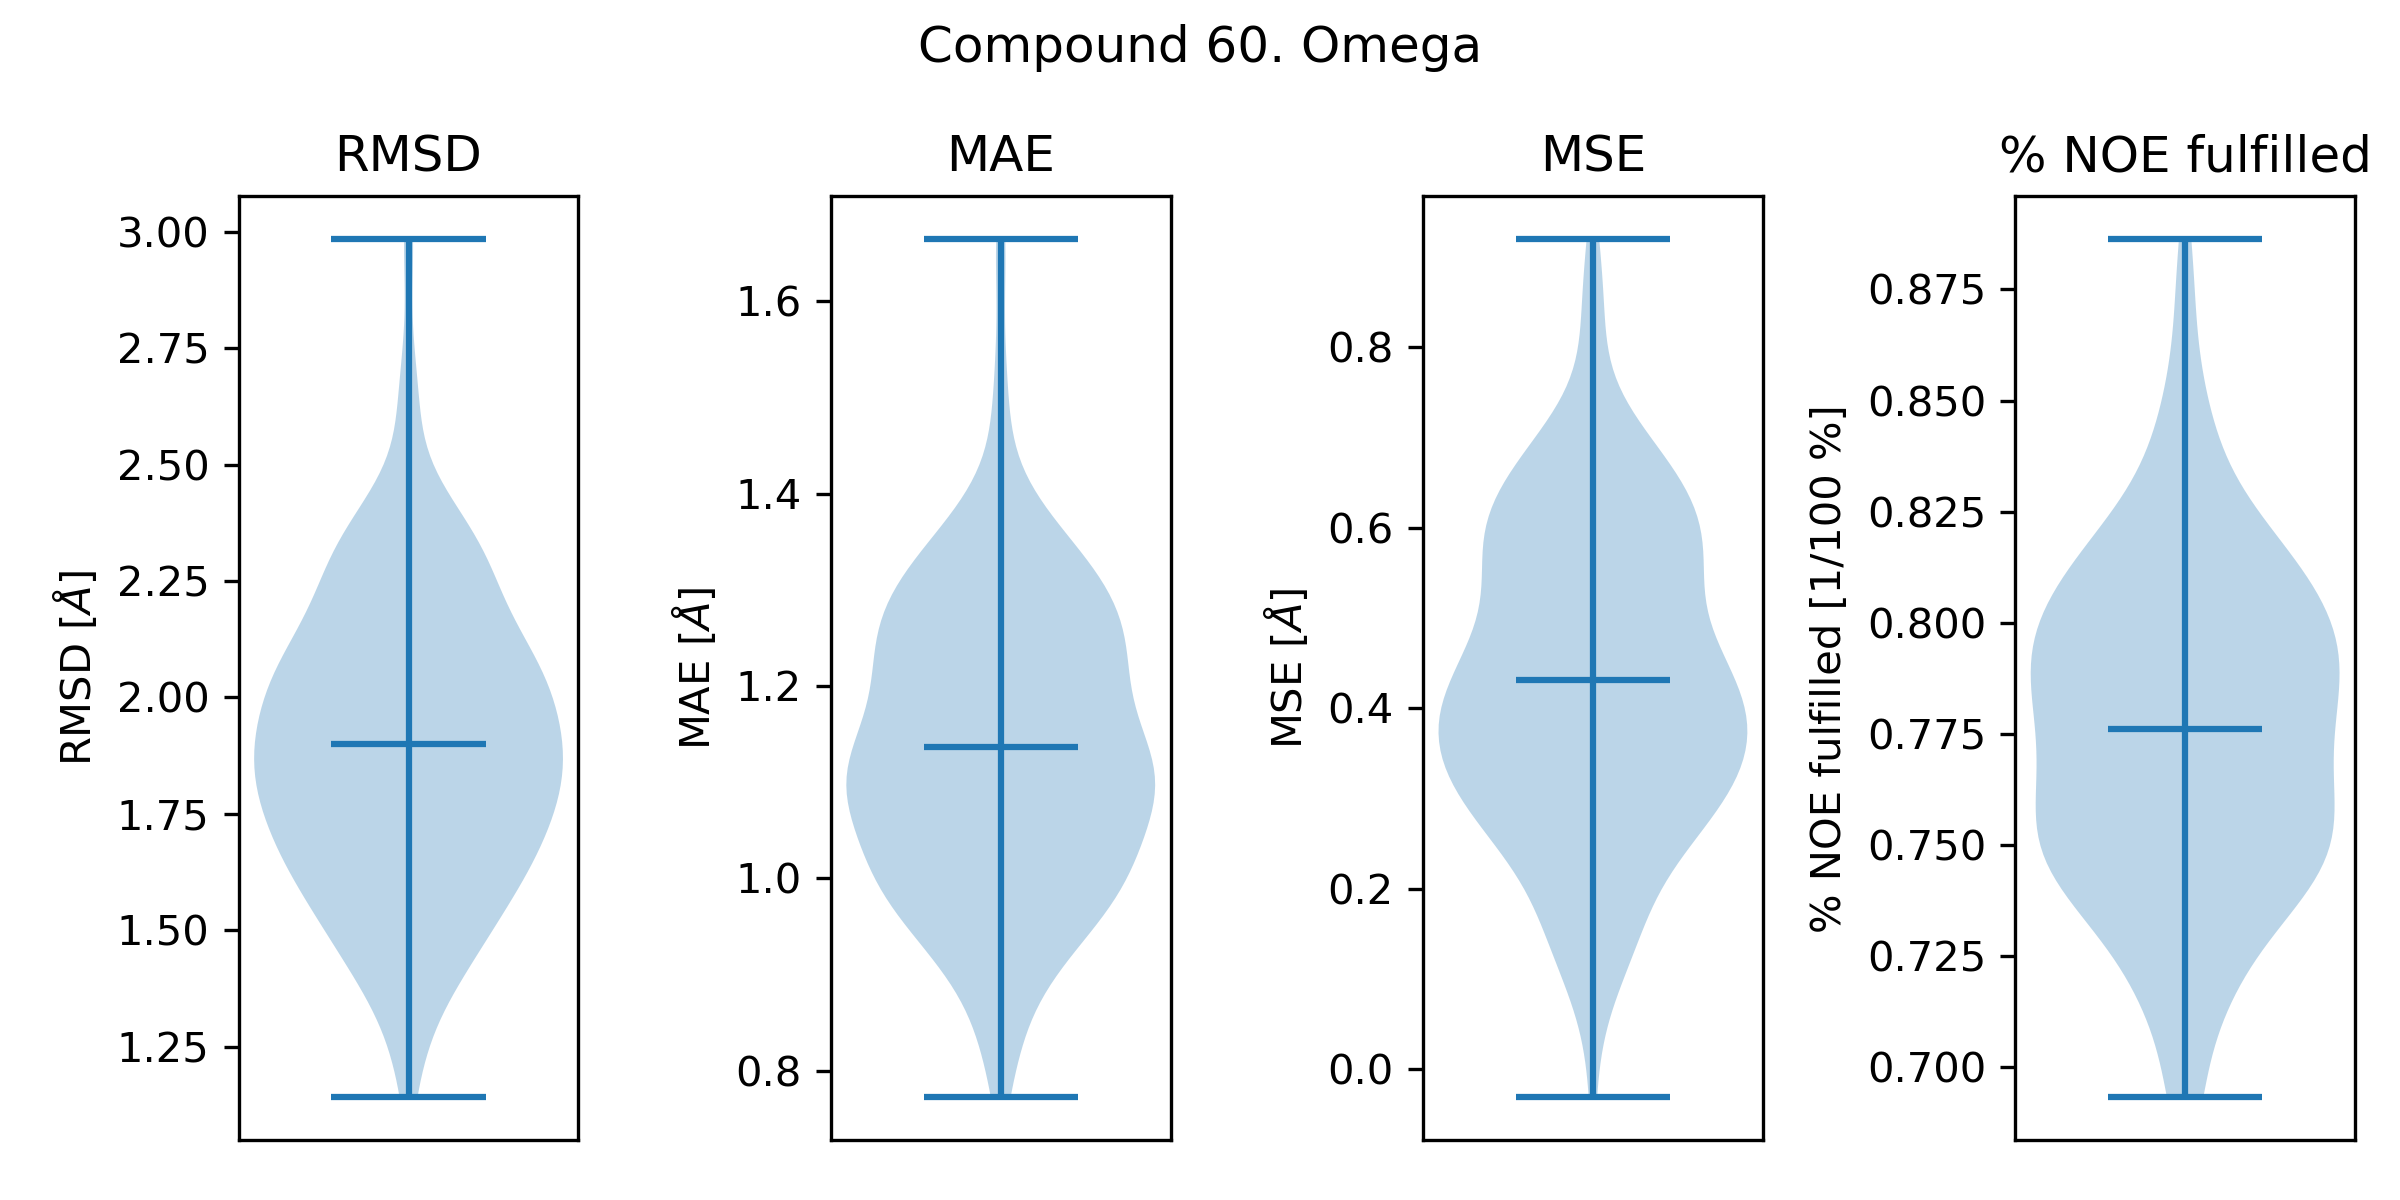 Compound 60. Omega
RMSD
RMSD [Å]
3.00
2.75
2.50
2.25
2.00
1.75
1.50
1.25
MAE
MAE [Å]
1.6
1.4
1.2
1.0
0.8
MSE
MSE [Å]
0.8
0.6
0.4
0.2
0.0
% NOE fulfilled
% NOE fulfilled [1/100 %]
0.875
0.850
0.825
0.800
0.775
0.750
0.725
0.700